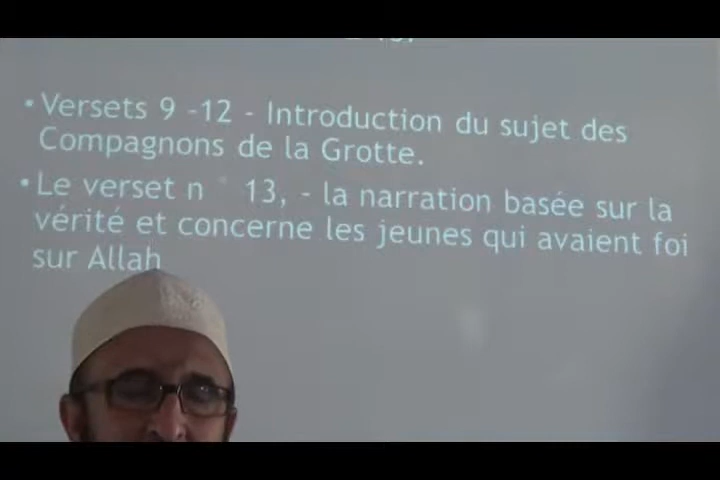 • Versets 9 -12 - Introduction du sujet des
Compagnons de la Grotte.
• Le verset n ° 13, - la narration basée sur la
vérité et concerne les jeunes qui avaient foi
sur Allah